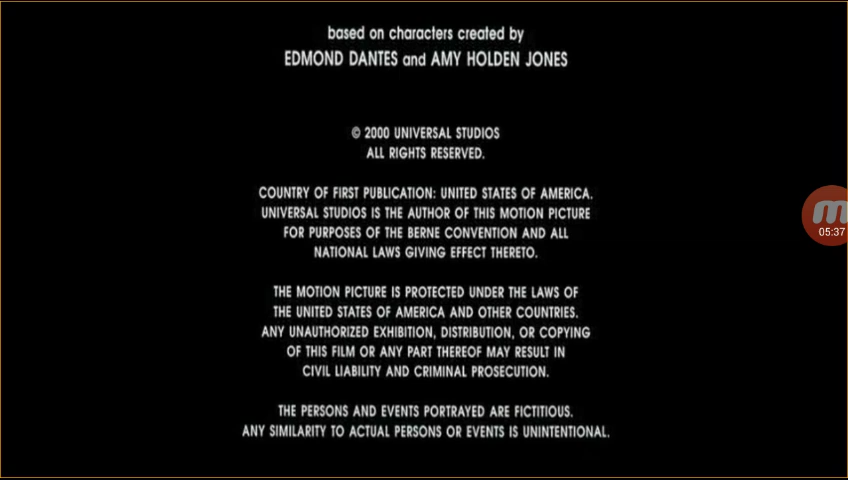 based on characters created by
EDMOND DANTES and AMY HOLDEN JONES
© 2000 UNIVERSAL STUDIOS
ALL RIGHTS RESERVED.
COUNTRY OF FIRST PUBLICATION: UNITED STATES OF AMERICA.
UNIVERSAL STUDIOS IS THE AUTHOR OF THIS MOTION PICTURE
FOR PURPOSES OF THE BERNE CONVENTION AND ALL
NATIONAL LAWS GIVING EFFECT THERETO.
THE MOTION PICTURE IS PROTECTED UNDER THE LAWS OF
THE UNITED STATES OF AMERICA AND OTHER COUNTRIES.
ANY UNAUTHORIZED EXHIBITION, DISTRIBUTION, OR COPYING
OF THIS FILM OR ANY PART THEREOF MAY RESULT IN
CIVIL LIABILITY AND CRIMINAL PROSECUTION.
THE PERSONS AND EVENTS PORTRAYED ARE FICTITIOUS.
ANY SIMILARITY TO ACTUAL PERSONS OR EVENTS IS UNINTENTIONAL.
05:37